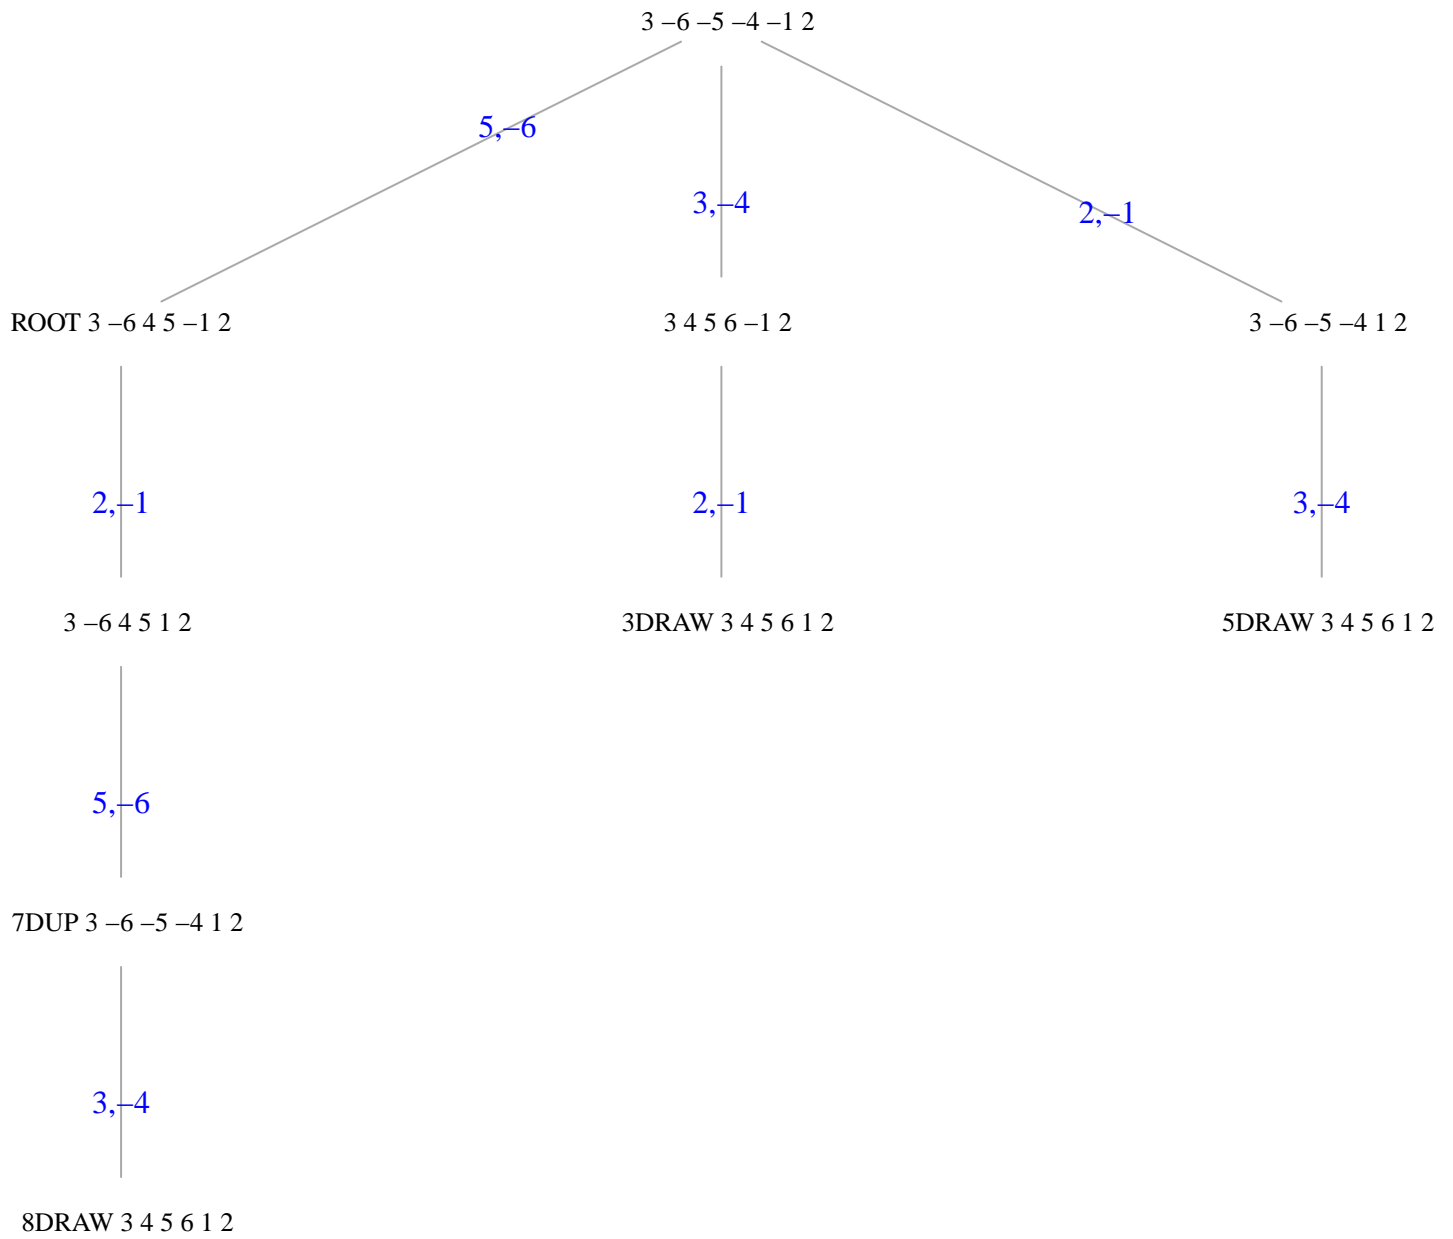 3 –6 –5 –4 –1 2
5,–6
3,–4
2,–1
ROOT 3 –6 4 5 –1 2
3 4 5 6 –1 2
3 –6 –5 –4 1 2
2,–1
2,–1
3,–4
3 –6 4 5 1 2
3DRAW 3 4 5 6 1 2
5DRAW 3 4 5 6 1 2
5,–6
7DUP 3 –6 –5 –4 1 2
3,–4
8DRAW 3 4 5 6 1 2